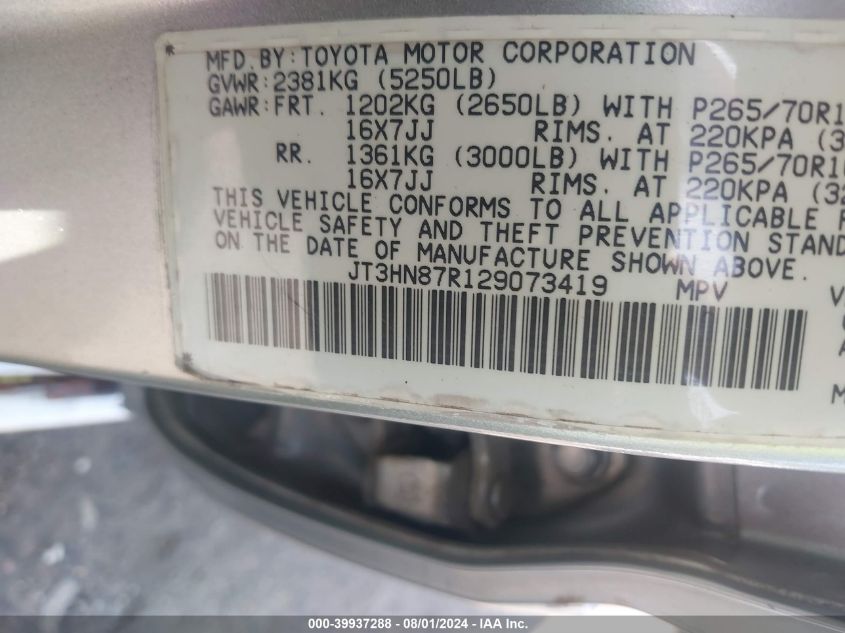 MFD.BY:TOYOTA MOTOR CORPORATION
GVWR:2381KG (5250LB)
GAWR:FRT. 1202KG (2650LB) WITH P265/70R1
16X7JJ RIMS. AT 220KPA (3
RR. 1361KG (3000LB) WITH P265/70R16
16X7JJ RIMS. AT 220KPA (32
THIS VEHICLE CONFORMS TO ALL APPLICABLE F
VEHICLE SAFETY AND THEFT PREVENTION STAND
ON THE DATE OF MANUFACTURE SHOWN ABOVE.
JT3HN87R129073419 MPV V
A
M
000-39937288 - 08/01/2024 - IAA Inc.